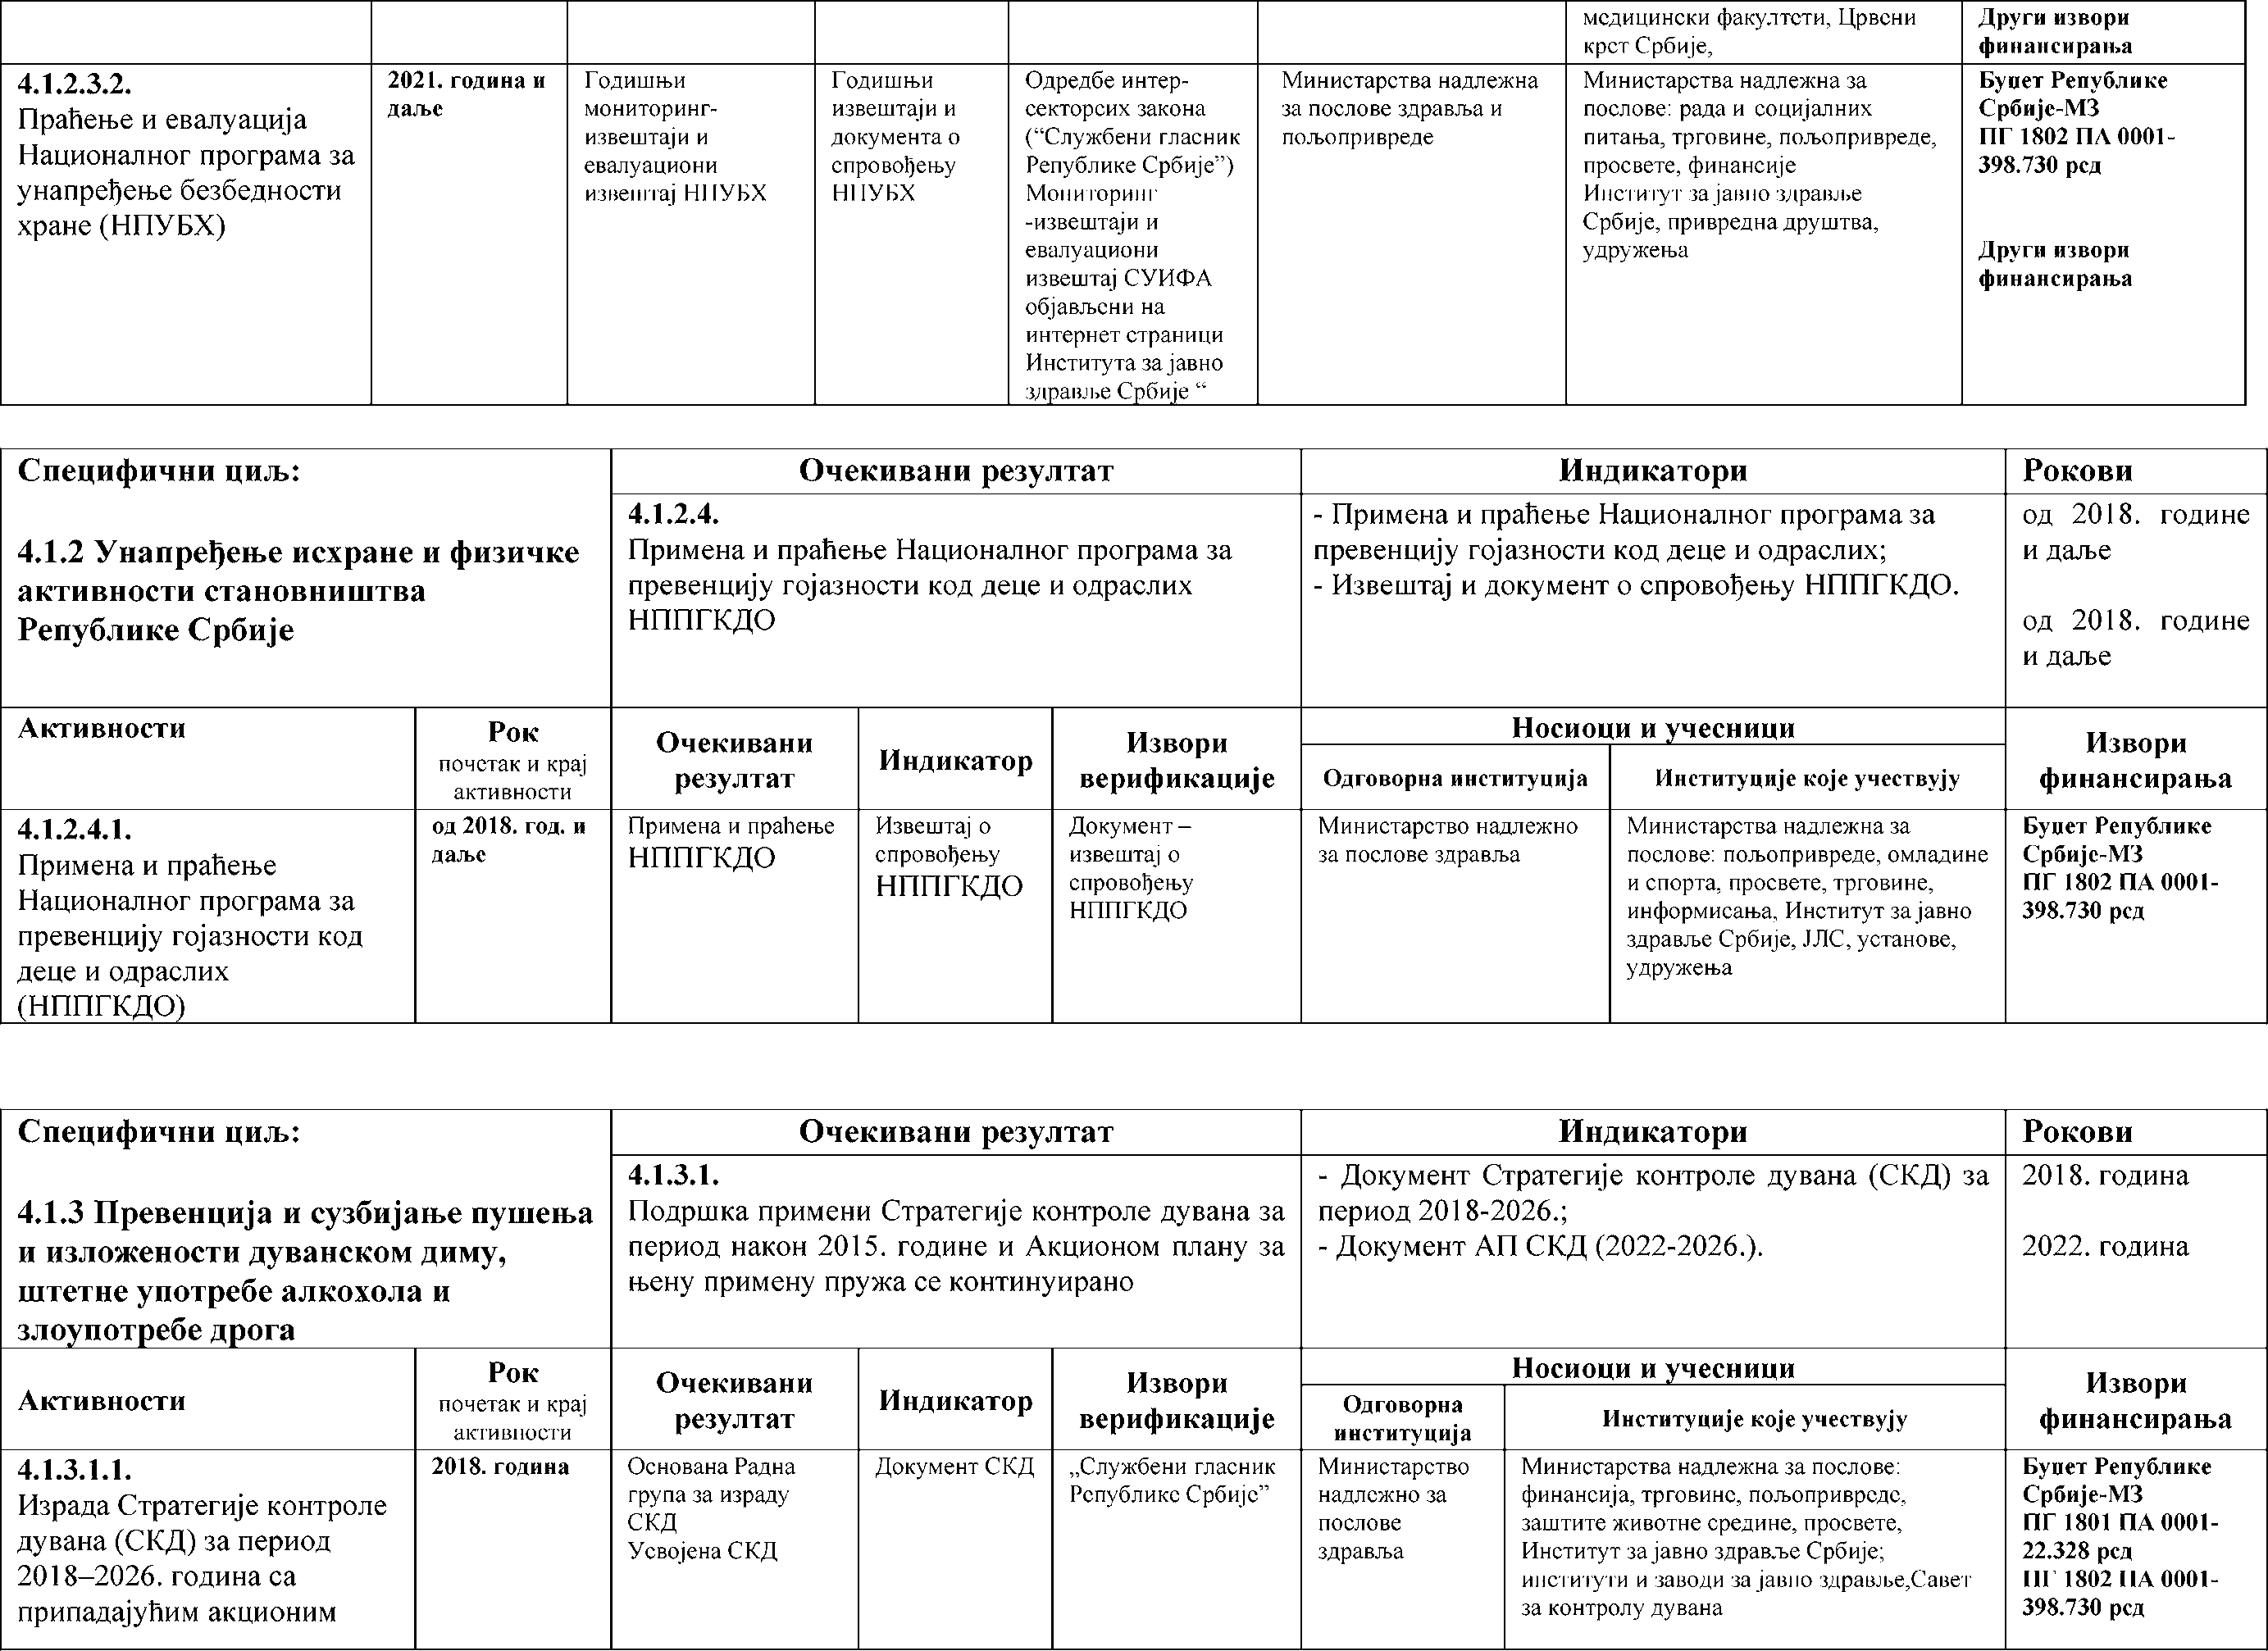 медицински факултети, Црвени
крст Србије,
Други извори
финансирања
4.1.2.3.2.
Праћење и евалуација
Националног програма за
унапређење безбедности
хране (НПУБХ)
2021. година и
даље
Годишњи
мониторинг-
извештаји и
евалуациони
извештај НПУБХ
Годишњи
извештаји и
документа о
спровођењу
НПУБХ
Одредбе интер-
секторсих закона
(“Службени гласник
Републике Србије”)
Мониторинг
-извештаји и
евалуациони
извештај СУИФА
објављени на
интернет страници
Института за јавно
здравље Србије “
Министарства надлежна
за послове здравља и
пољопривреде
Министарства надлежна за
послове: рада и социјалних
питања, трговине, пољопривреде,
просвете, финансије
Институт за јавно здравље
Србије, привредна друштва,
удружења
Буџет Републике
Србије-МЗ
ПГ 1802 ПА 0001-
398.730 рсд
Други извори
финансирања
Специфични циљ:
4.1.2 Унапређење исхране и физичке
активности становништва
Републике Србије
Очекивани резултат
4.1.2.4.
Примена и праћење Националног програма за
превенцију гојазности код деце и одраслих
НППГКДО
Индикатори
- Примена и праћење Националног програма за
превенцију гојазности код деце и одраслих;
- Извештај и документ о спровођењу НППГКДО.
Рокови
од 2018. године
и даље
од 2018. године
и даље
Активности
Рок
почетак и крај
активности
Очекивани
резултат
Индикатор
Извори
верификације
Носиоци и учесници
Одговорна институција
Институције које учествују
Извори
финансирања
4.1.2.4.1.
Примена и праћење
Националног програма за
превенцију гојазности код
деце и одраслих
(НППГКДО)
од 2018. год. и
даље
Примена и праћење
НППГКДО
Извештај о
спровођењу
НППГКДО
Документ –
извештај о
спровођењу
НППГКДО
Министарство надлежно
за послове здравља
Министарства надлежна за
послове: пољопривреде, омладине
и спорта, просвете, трговине,
информисања, Институт за јавно
здравље Србије, ЈЛС, установе,
удружења
Буџет Републике
Србије-МЗ
ПГ 1802 ПА 0001-
398.730 рсд
Специфични циљ:
4.1.3 Превенција и сузбијање пушења
и изложености дуванском диму,
штетне употребе алкохола и
злоупотребе дрога
Очекивани резултат
4.1.3.1.
Подршка примени Стратегије контроле дувана за
период након 2015. године и Акционом плану за
њену примену пружа се континуирано
Индикатори
- Документ Стратегије контроле дувана (СКД) за
период 2018-2026.;
- Документ АП СКД (2022-2026.).
Рокови
2018. година
2022. година
Активности
Рок
почетак и крај
активности
Очекивани
резултат
Индикатор
Извори
верификације
Носиоци и учесници
Одговорна
институција
Институције које учествују
Извори
финансирања
4.1.3.1.1.
Израда Стратегије контроле
дувана (СКД) за период
2018–2026. година са
припадајућим акционим
2018. година
Основана Радна
група за израду
СКД
Усвојена СКД
Документ СКД
„Службени гласник
Републике Србије”
Министарство
надлежно за
послове
здравља
Министарства надлежна за послове:
финансија, трговине, пољопривреде,
заштите животне средине, просвете,
Институт за јавно здравље Србије;
институти и заводи за јавно здравље,Савет
за контролу дувана
Буџет Републике
Србије-МЗ
ПГ 1801 ПА 0001-
22.328 рсд
ПГ 1802 ПА 0001-
398.730 рсд